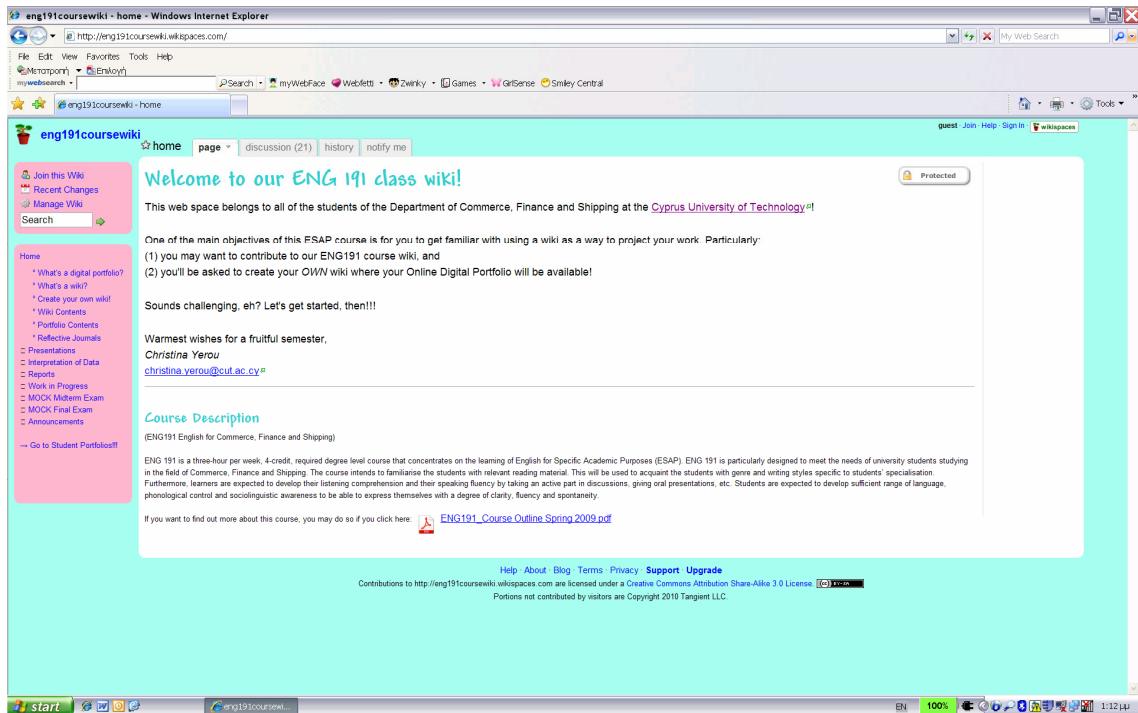 eng191coursewiki - home - Windows Internet Explorer
http://eng191coursewiki.wikispaces.com/
My Web Search
File Edit View Favorites Tools Help
Μετατροπή Επιλογή
mywebsearch Search myWebFace Webfetti Zwinky Games GirlSense Smiley Central
eng191coursewiki - home
Tools
eng191coursewiki
guest · Join · Help · Sign In · wikispaces
home page discussion (21) history notify me
Join this Wiki
Recent Changes
Manage Wiki
Search
Home
* What's a digital portfolio?
* What's a wiki?
* Create your own wiki!
* Wiki Contents
* Portfolio Contents
* Reflective Journals
:: Presentations
:: Interpretation of Data
:: Reports
:: Work in Progress
:: MOCK Midterm Exam
:: MOCK Final Exam
:: Announcements
→ Go to Student Portfolios!!!
Welcome to our ENG 191 class wiki!
Protected
This web space belongs to all of the students of the Department of Commerce, Finance and Shipping at the Cyprus University of Technology!
One of the main objectives of this ESAP course is for you to get familiar with using a wiki as a way to project your work. Particularly:
(1) you may want to contribute to our ENG191 course wiki, and
(2) you'll be asked to create your OWN wiki where your Online Digital Portfolio will be available!
Sounds challenging, eh? Let's get started, then!!!
Warmest wishes for a fruitful semester,
Christina Yerou
christina.yerou@cut.ac.cy
Course Description
(ENG191 English for Commerce, Finance and Shipping)
ENG 191 is a three-hour per week, 4-credit, required degree level course that concentrates on the learning of English for Specific Academic Purposes (ESAP). ENG 191 is particularly designed to meet the needs of university students studying
in the field of Commerce, Finance and Shipping. The course intends to familiarise the students with relevant reading material. This will be used to acquaint the students with genre and writing styles specific to students' specialisation.
Furthermore, learners are expected to develop their listening comprehension and their speaking fluency by taking an active part in discussions, giving oral presentations, etc. Students are expected to develop sufficient range of language,
phonological control and sociolinguistic awareness to be able to express themselves with a degree of clarity, fluency and spontaneity.
If you want to find out more about this course, you may do so if you click here: ENG191_Course Outline Spring 2009.pdf
Help · About · Blog · Terms · Privacy · Support · Upgrade
Contributions to http://eng191coursewiki.wikispaces.com are licensed under a Creative Commons Attribution Share-Alike 3.0 License. (cc) BY-SA
Portions not contributed by visitors are Copyright 2010 Tangient LLC.
start
eng191coursewi...
EN 100% 1:12 μμ